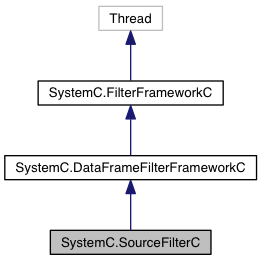 Thread
SystemC.FilterFrameworkC
SystemC.DataFrameFilterFrameworkC
SystemC.SourceFilterC